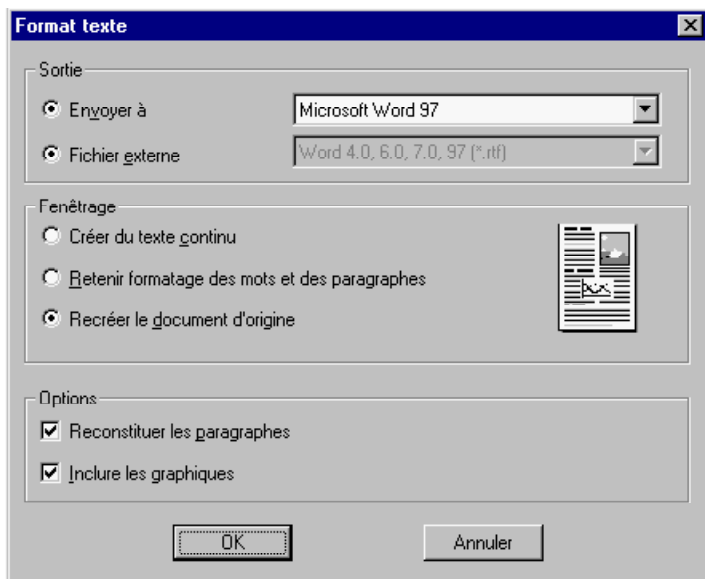 Format texte
Sortie
Envoyer à
Microsoft Word 97
Fichier externe
Word 4.0, 6.0, 7.0, 97 (*.rtf)
Fenêtrage
Créer du texte continu
Retenir formatage des mots et des paragraphes
Recréer le document d'origine
Options
Reconstituer les paragraphes
Inclure les graphiques
OK
Annuler